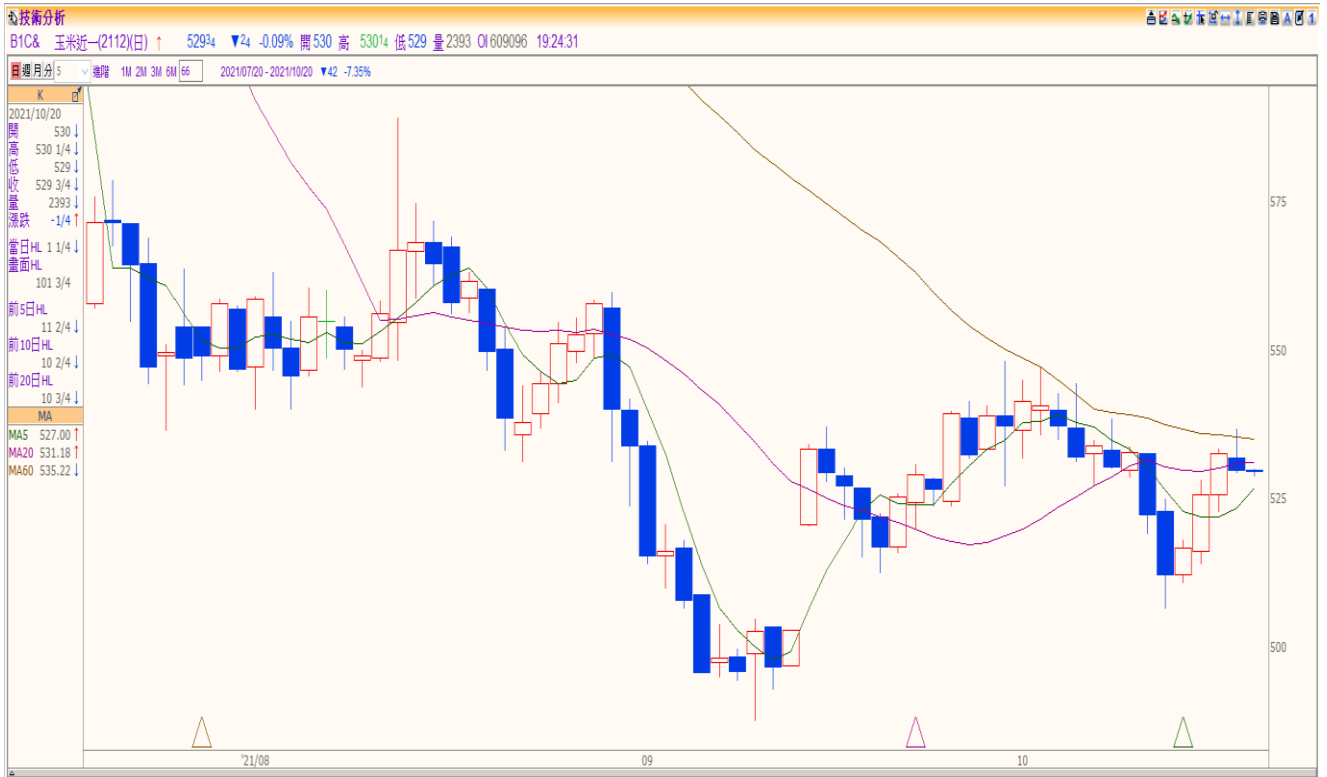 技術分析
B1C& 玉米近一(2112)(日) ↑ 529 3/4 ▼2/4 -0.09% 開 530 高 530 1/4 低 529 量 2393 OI 609096 19:24:31
日 週 月 分 5 進階 1M 2M 3M 6M 66 2021/07/20 - 2021/10/20 ▼42 -7.35%
K
2021/10/20
開 530 ↓
高 530 1/4 ↓
低 529 ↓
收 529 3/4 ↓
量 2393 ↓
漲跌 -1/4 ↑
當日HL 1 1/4 ↓
畫面HL
101 3/4
前5日HL
11 2/4 ↓
前10日HL
10 2/4 ↓
前20日HL
10 3/4 ↓
MA
MA5 527.00 ↑
MA20 531.18 ↑
MA60 535.22 ↓
575
550
525
500
'21/08 09 10